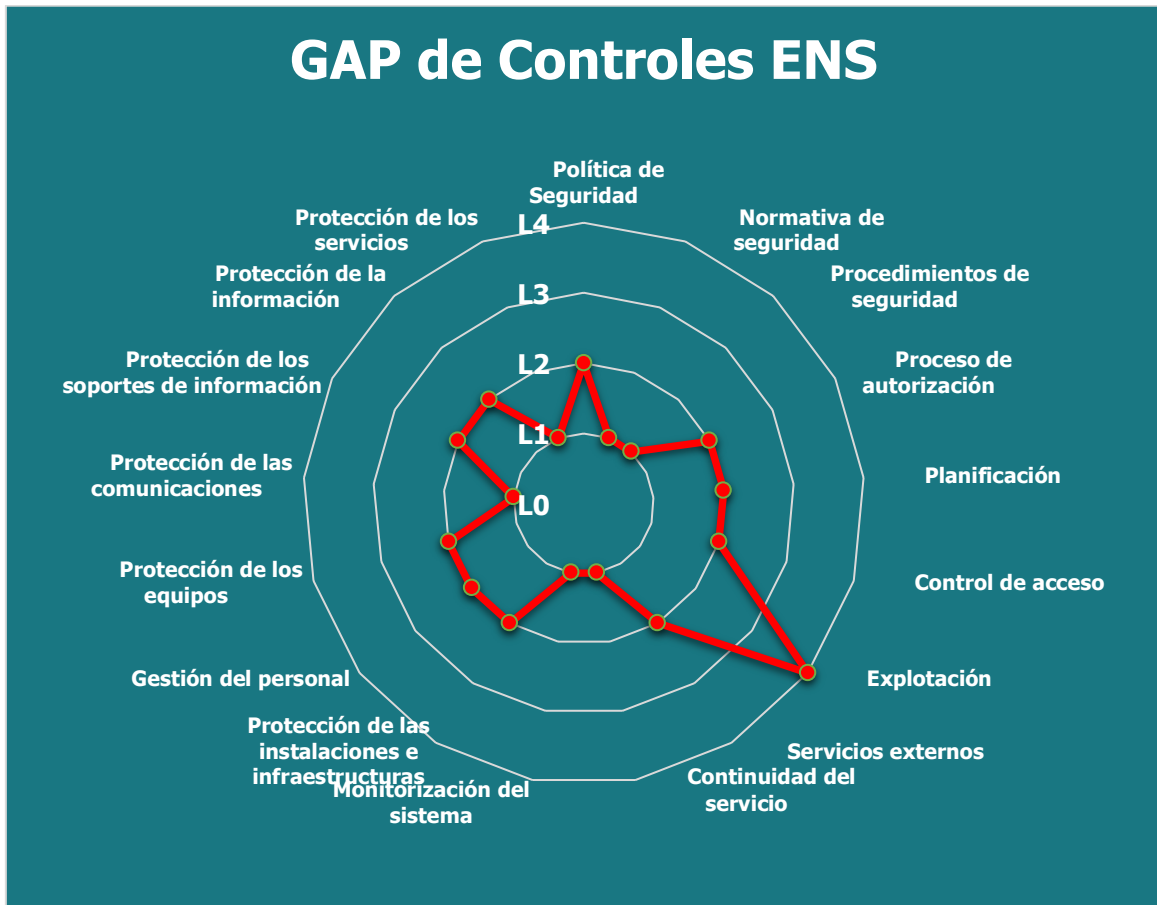 GAP de Controles ENS
Política de
Seguridad
Normativa de
seguridad
Procedimientos de
seguridad
Proceso de
autorización
Planificación
Control de acceso
Explotación
Servicios externos
Continuidad del
servicio
Monitorización del
sistema
Protección de las
instalaciones e
infraestructuras
Gestión del personal
Protección de los
equipos
Protección de las
comunicaciones
Protección de los
soportes de información
Protección de la
información
Protección de los
servicios
L4
L3
L2
L1
L0